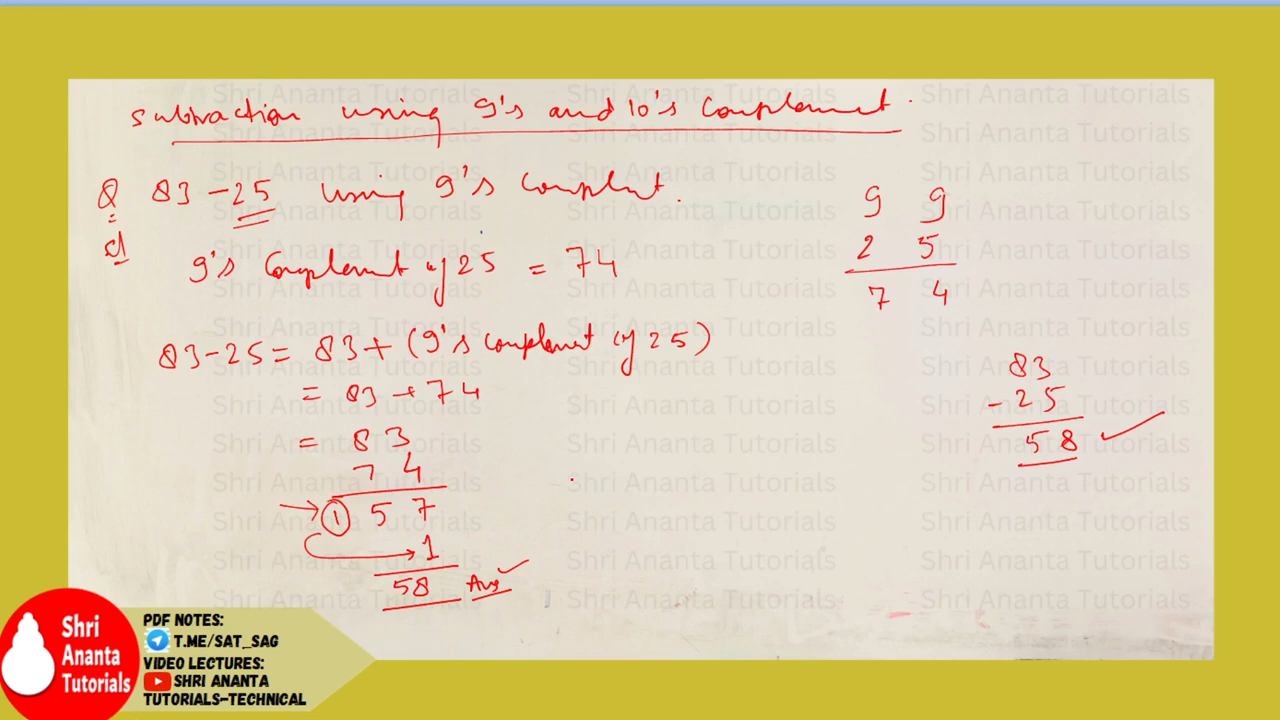 Subtraction using 9's and 10's Complement.
Q 83 - 25 using 9's Complent.
9's Complement of 25 = 74
9 9
2 5
7 4
83-25 = 83 + (9's complement of 25)
= 83 + 74
= 8 3
7 4
→ 1 5 7
1
58 Ans ✓
83
- 25
58 ✓
Shri Ananta Tutorials
PDF NOTES:
T.ME/SAT_SAG
VIDEO LECTURES:
SHRI ANANTA
TUTORIALS-TECHNICAL